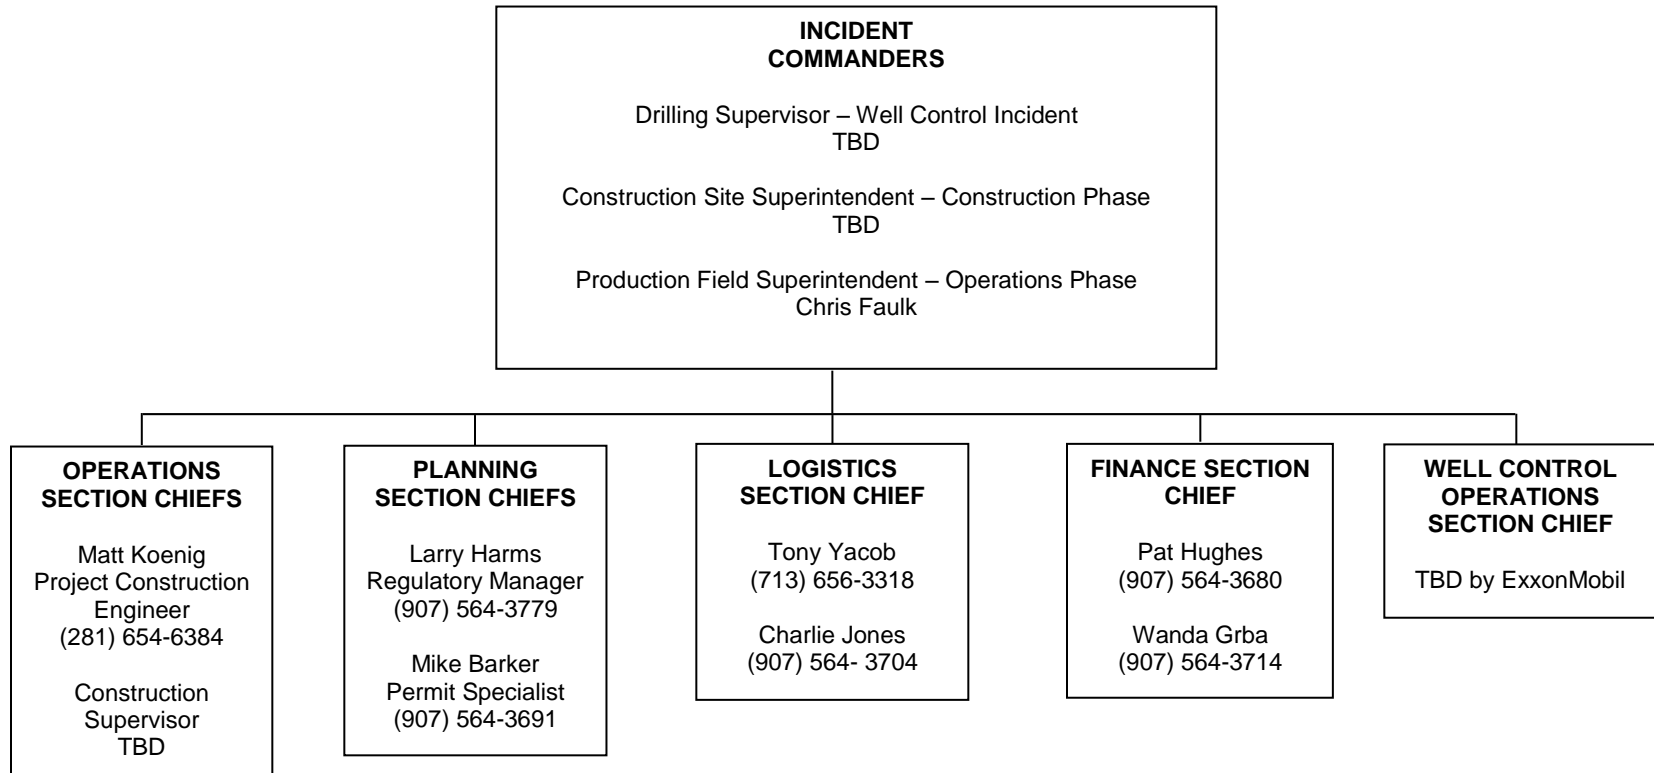 INCIDENT
COMMANDERS
Drilling Supervisor – Well Control Incident
TBD
Construction Site Superintendent – Construction Phase
TBD
Production Field Superintendent – Operations Phase
Chris Faulk
OPERATIONS
SECTION CHIEFS
Matt Koenig
Project Construction
Engineer
(281) 654-6384
Construction
Supervisor
TBD
PLANNING
SECTION CHIEFS
Larry Harms
Regulatory Manager
(907) 564-3779
Mike Barker
Permit Specialist
(907) 564-3691
LOGISTICS
SECTION CHIEF
Tony Yacob
(713) 656-3318
Charlie Jones
(907) 564- 3704
FINANCE SECTION
CHIEF
Pat Hughes
(907) 564-3680
Wanda Grba
(907) 564-3714
WELL CONTROL
OPERATIONS
SECTION CHIEF
TBD by ExxonMobil